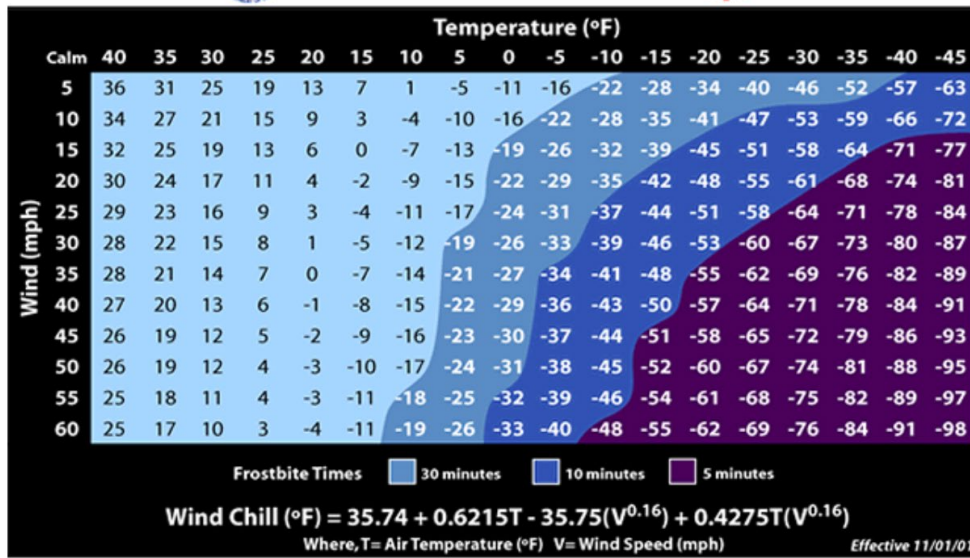 Temperature (ºF)
Calm 40 35 30 25 20 15 10 5 0 -5 -10 -15 -20 -25 -30 -35 -40 -45
5 36 31 25 19 13 7 1 -5 -11 -16 -22 -28 -34 -40 -46 -52 -57 -63
10 34 27 21 15 9 3 -4 -10 -16 -22 -28 -35 -41 -47 -53 -59 -66 -72
15 32 25 19 13 6 0 -7 -13 -19 -26 -32 -39 -45 -51 -58 -64 -71 -77
20 30 24 17 11 4 -2 -9 -15 -22 -29 -35 -42 -48 -55 -61 -68 -74 -81
25 29 23 16 9 3 -4 -11 -17 -24 -31 -37 -44 -51 -58 -64 -71 -78 -84
30 28 22 15 8 1 -5 -12 -19 -26 -33 -39 -46 -53 -60 -67 -73 -80 -87
35 28 21 14 7 0 -7 -14 -21 -27 -34 -41 -48 -55 -62 -69 -76 -82 -89
40 27 20 13 6 -1 -8 -15 -22 -29 -36 -43 -50 -57 -64 -71 -78 -84 -91
45 26 19 12 5 -2 -9 -16 -23 -30 -37 -44 -51 -58 -65 -72 -79 -86 -93
50 26 19 12 4 -3 -10 -17 -24 -31 -38 -45 -52 -60 -67 -74 -81 -88 -95
55 25 18 11 4 -3 -11 -18 -25 -32 -39 -46 -54 -61 -68 -75 -82 -89 -97
60 25 17 10 3 -4 -11 -19 -26 -33 -40 -48 -55 -62 -69 -76 -84 -91 -98
Wind (mph)
Frostbite Times 30 minutes 10 minutes 5 minutes
Wind Chill (ºF) = 35.74 + 0.6215T - 35.75(V^0.16) + 0.4275T(V^0.16)
Where, T= Air Temperature (ºF) V= Wind Speed (mph)
Effective 11/01/01